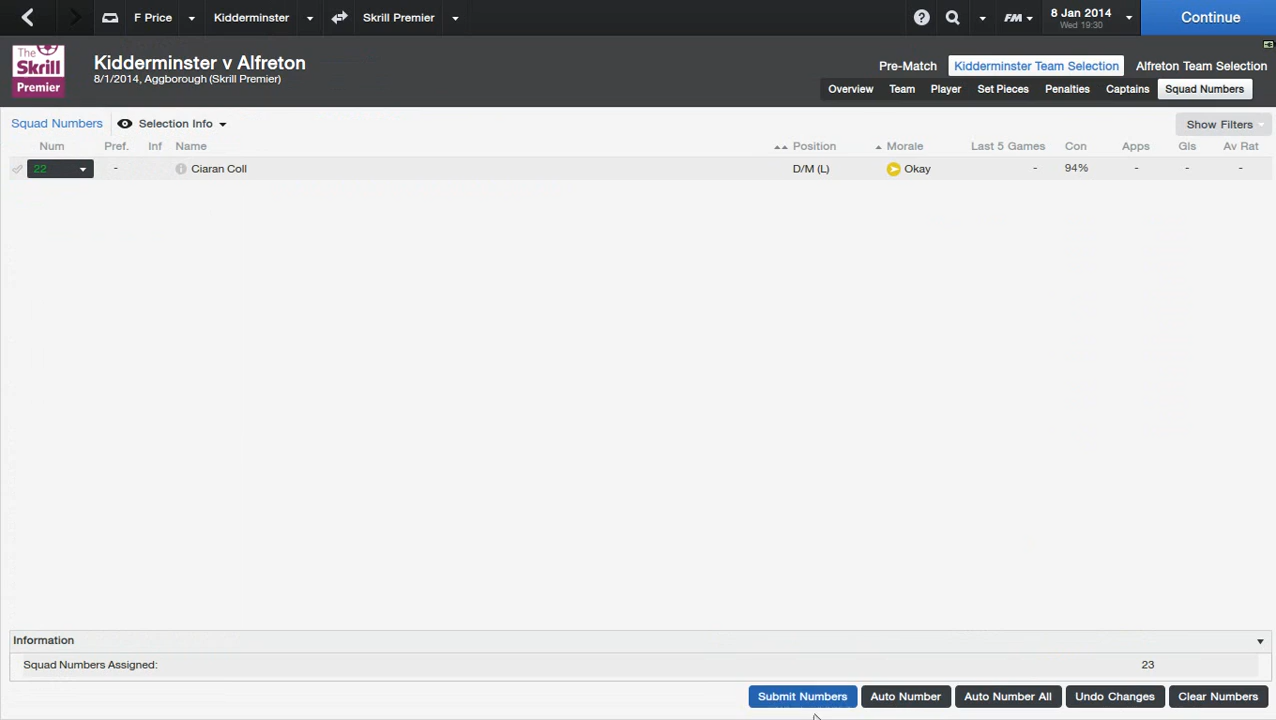 F Price Kidderminster Skrill Premier ? FM 8 Jan 2014 Continue
Wed 19:30
The Skrill Premier
Kidderminster v Alfreton
8/1/2014, Aggborough (Skrill Premier)
Pre-Match Kidderminster Team Selection Alfreton Team Selection
Overview Team Player Set Pieces Penalties Captains Squad Numbers
Squad Numbers Selection Info Show Filters
Num Pref. Inf Name Position Morale Last 5 Games Con Apps Gls Av Rat
22 - i Ciaran Coll D/M (L) Okay - 94% - - -
Information
Squad Numbers Assigned: 23
Submit Numbers Auto Number Auto Number All Undo Changes Clear Numbers